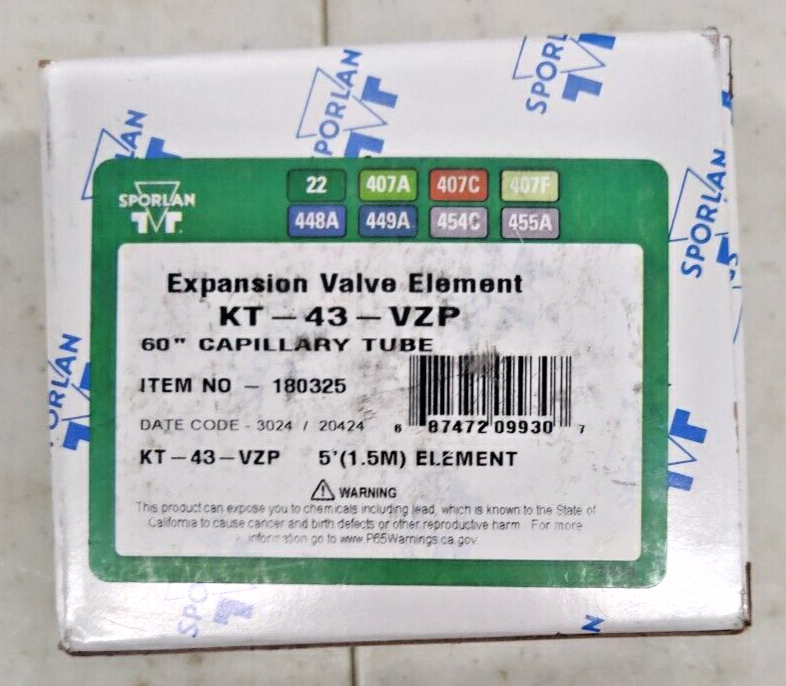 SPORLAN
SPORLAN
SPORLAN
SPORLAN
SPORLAN
SPORLAN
22 407A 407C 407F
448A 449A 454C 455A
Expansion Valve Element
KT - 43 - VZP
60" CAPILLARY TUBE
ITEM NO - 180325
DATE CODE - 3024 / 20424
6 87472 09930 7
KT - 43 - VZP 5'(1.5M) ELEMENT
WARNING
This product can expose you to chemicals including lead, which is known to the State of
California to cause cancer and birth defects or other reproductive harm. For more
information go to www.P65Warnings.ca.gov